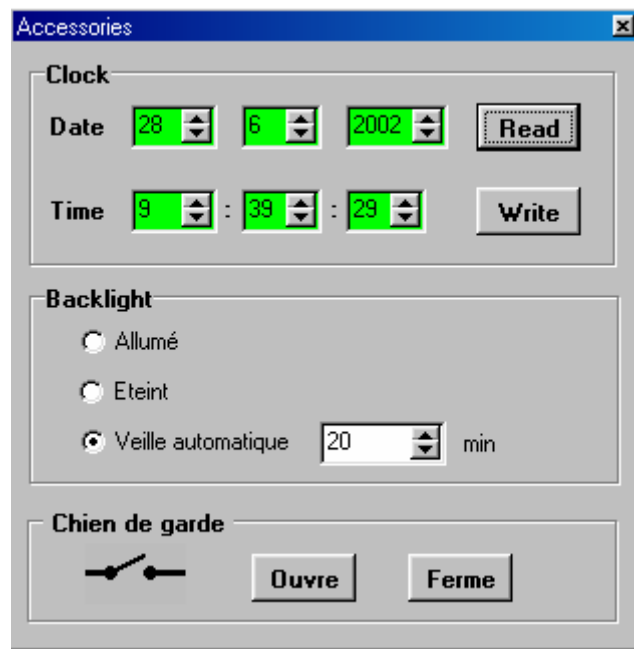 Accessories
Clock
Date 28 6 2002 Read
Time 9 : 39 : 29 Write
Backlight
Allumé
Eteint
Veille automatique 20 min
Chien de garde
Ouvre Ferme